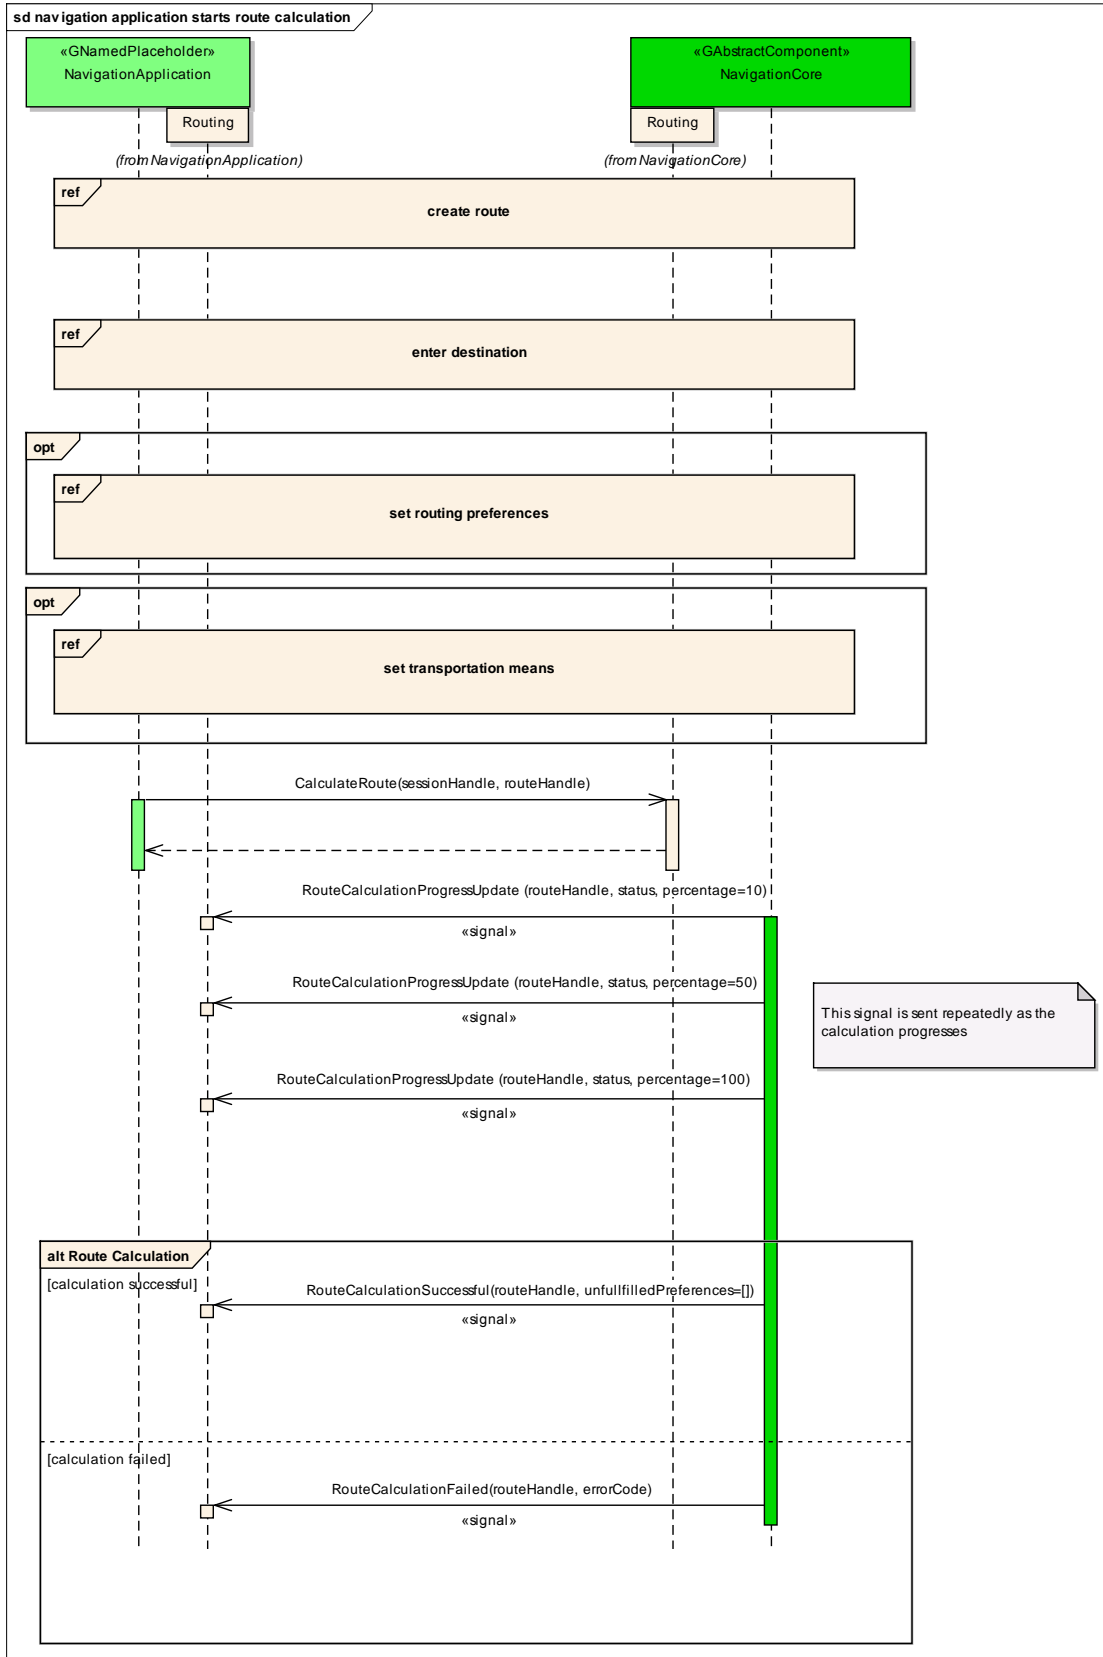 sd navigation application starts route calculation
«GNamedPlaceholder»
NavigationApplication
«GAbstractComponent»
NavigationCore
Routing
Routing
(from NavigationApplication)
(from NavigationCore)
ref
create route
ref
enter destination
opt
ref
set routing preferences
opt
ref
set transportation means
CalculateRoute(sessionHandle, routeHandle)
RouteCalculationProgressUpdate (routeHandle, status, percentage=10)
«signal»
RouteCalculationProgressUpdate (routeHandle, status, percentage=50)
«signal»
This signal is sent repeatedly as the
calculation progresses
RouteCalculationProgressUpdate (routeHandle, status, percentage=100)
«signal»
alt Route Calculation
[calculation successful]
RouteCalculationSuccessful(routeHandle, unfullfilledPreferences=[])
«signal»
[calculation failed]
RouteCalculationFailed(routeHandle, errorCode)
«signal»